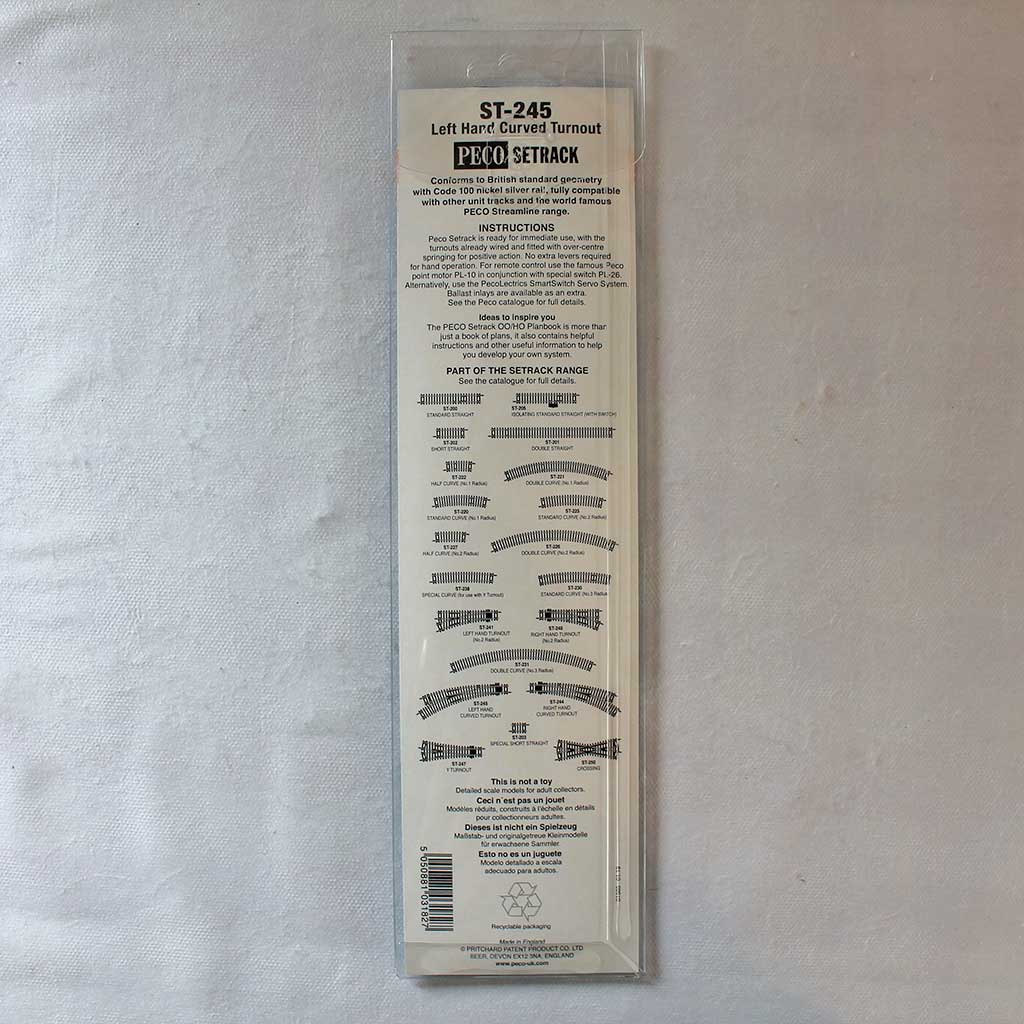 ST-245
Left Hand Curved Turnout
PECO SETRACK
Conforms to British standard geometry
with Code 100 nickel silver rail, fully compatible
with other unit tracks and the world famous
PECO Streamline range.
INSTRUCTIONS
Peco Setrack is ready for immediate use, with the
turnouts already wired and fitted with over-centre
springing for positive action. No extra levers required
for hand operation. For remote control use the famous Peco
point motor PL-10 in conjunction with special switch PL-26.
Alternatively, use the PecoLectrics SmartSwitch Servo System.
Ballast inlays are available as an extra.
See the Peco catalogue for full details.
Ideas to inspire you
The PECO Setrack OO/HO Planbook is more than
just a book of plans, it also contains helpful
instructions and other useful information to help
you develop your own system.
PART OF THE SETRACK RANGE
See the catalogue for full details.
ST-200
STANDARD STRAIGHT
ST-205
ISOLATING STANDARD STRAIGHT (WITH SWITCH)
ST-202
SHORT STRAIGHT
ST-201
DOUBLE STRAIGHT
ST-222
HALF CURVE (No.1 Radius)
ST-221
DOUBLE CURVE (No.1 Radius)
ST-220
STANDARD CURVE (No.1 Radius)
ST-225
STANDARD CURVE (No.2 Radius)
ST-227
HALF CURVE (No.2 Radius)
ST-226
DOUBLE CURVE (No.2 Radius)
ST-238
SPECIAL CURVE (for use with Y Turnout)
ST-230
STANDARD CURVE (No.3 Radius
ST-241
LEFT HAND TURNOUT
(No.2 Radius)
RIGHT HAND TURNOUT
(No.2 Radius)
ST-231
DOUBLE CURVE (No.3 Radius)
ST-245
LEFT HAND
CURVED TURNOUT
ST-244
RIGHT HAND
CURVED TURNOUT
ST-203
SPECIAL SHORT STRAIGHT
ST-247
Y TURNOUT
ST-250
CROSSING
This is not a toy
Detailed scale models for adult collectors.
Ceci n'est pas un jouet
Modèles réduits, construits à l'échelle en détails
pour collectionneurs adultes.
Dieses ist nicht ein Spielzeug
Maßstab- und originalgetreue Kleinmodelle
für erwachsene Sammler
Esto no es un juguete
Modelo detallado a escala
adecuado para adultos.
5 050881 031827
Recyclable packaging
Made in England
© PRITCHARD PATENT PRODUCT CO. LTD
BEER, DEVON EX12 3NA, ENGLAND
www.peco-uk.com